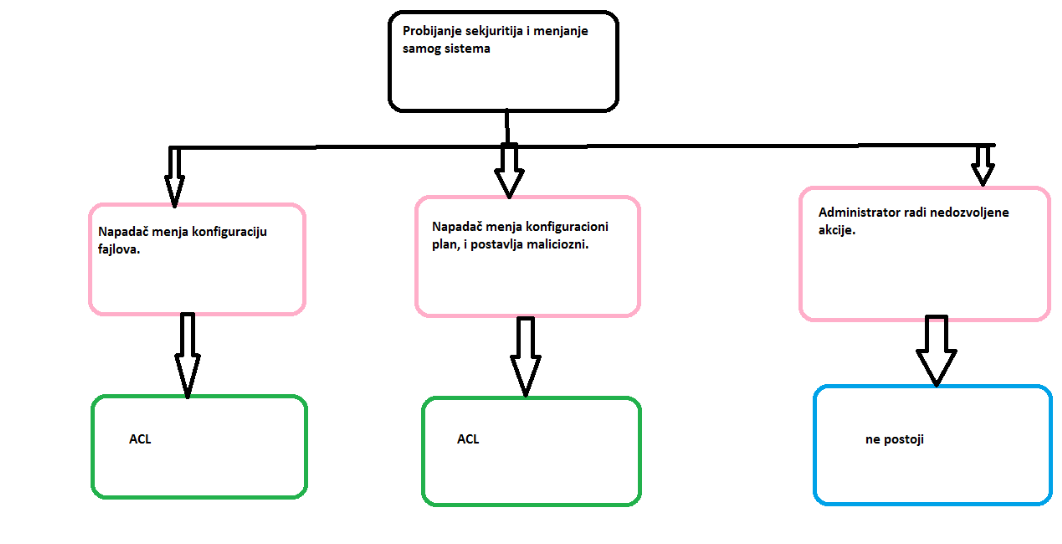 Probijanje sekjuritija i menjanje
samog sistema
Napadač menja konfiguraciju
fajlova.
Napadač menja konfiguracioni
plan, i postavlja maliciozni.
Administrator radi nedozvoljene
akcije.
ACL
ACL
ne postoji